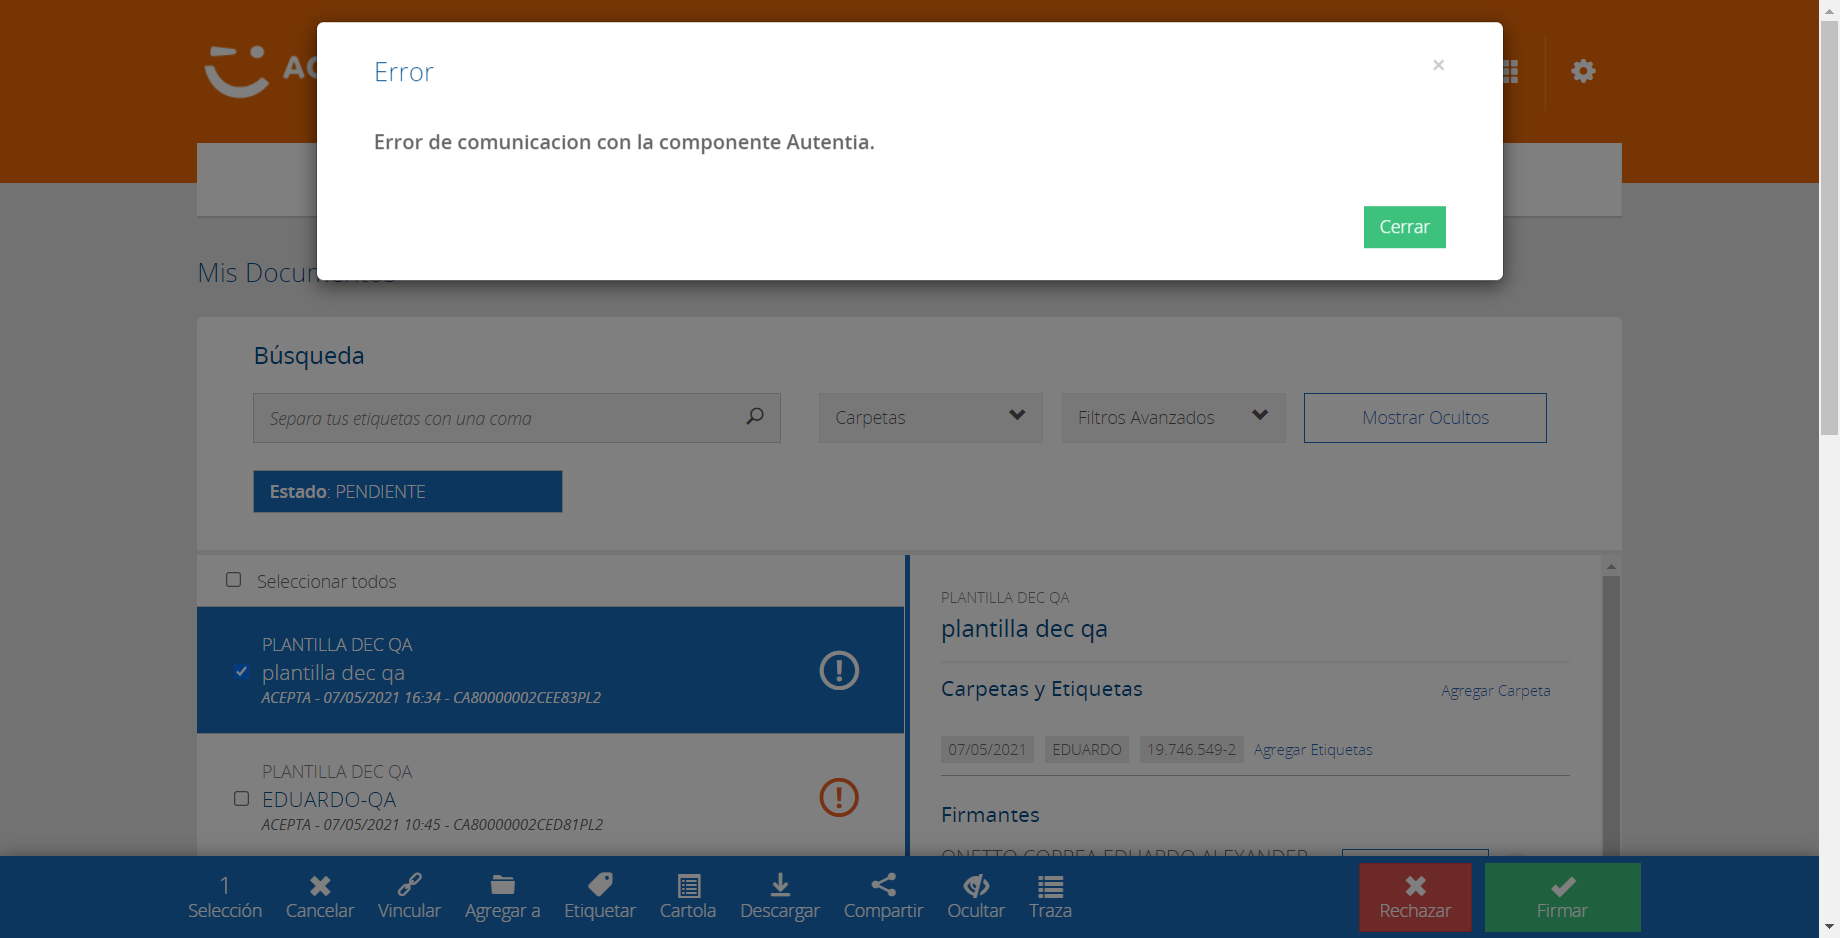 Error
×
Error de comunicacion con la componente Autentia.
Cerrar
Búsqueda
Separa tus etiquetas con una coma
Carpetas
Filtros Avanzados
Mostrar Ocultos
Estado: PENDIENTE
Seleccionar todos
PLANTILLA DEC QA
plantilla dec qa
ACEPTA - 07/05/2021 16:34 - CA80000002CEE83PL2
PLANTILLA DEC QA
EDUARDO-QA
ACEPTA - 07/05/2021 10:45 - CA80000002CED81PL2
PLANTILLA DEC QA
plantilla dec qa
Carpetas y Etiquetas
Agregar Carpeta
07/05/2021 EDUARDO 19.746.549-2 Agregar Etiquetas
Firmantes
ONETTO CORREA EDUARDO ALEXANDER
1
Selección
Cancelar
Vincular
Agregar a
Etiquetar
Cartola
Descargar
Compartir
Ocultar
Traza
Rechazar
Firmar